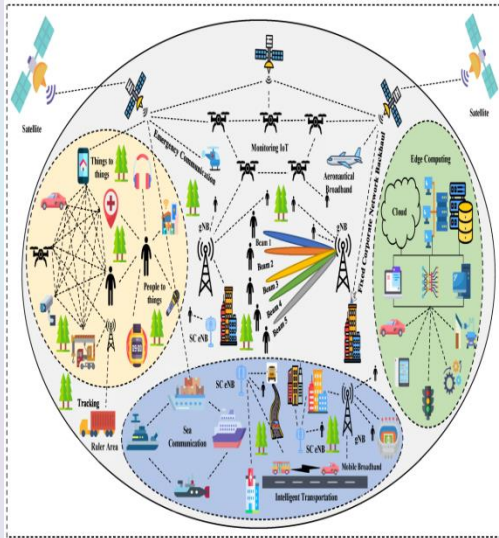 Satellite
Satellite
Monitoring IoT
Emergency Communication
Aeronautical
Broadband
Fixed Corporate Network Backhaul
Edge Computing
Cloud
Things to
things
People to
things
gNB
gNB
Beam 1
Beam 2
Beam 3
Beam 4
Beam 5
SC eNB
Tracking
Ruler Area
Sea
Communication
SC eNB
SC eNB
gNB
Mobile Broadband
Intelligent Transportation